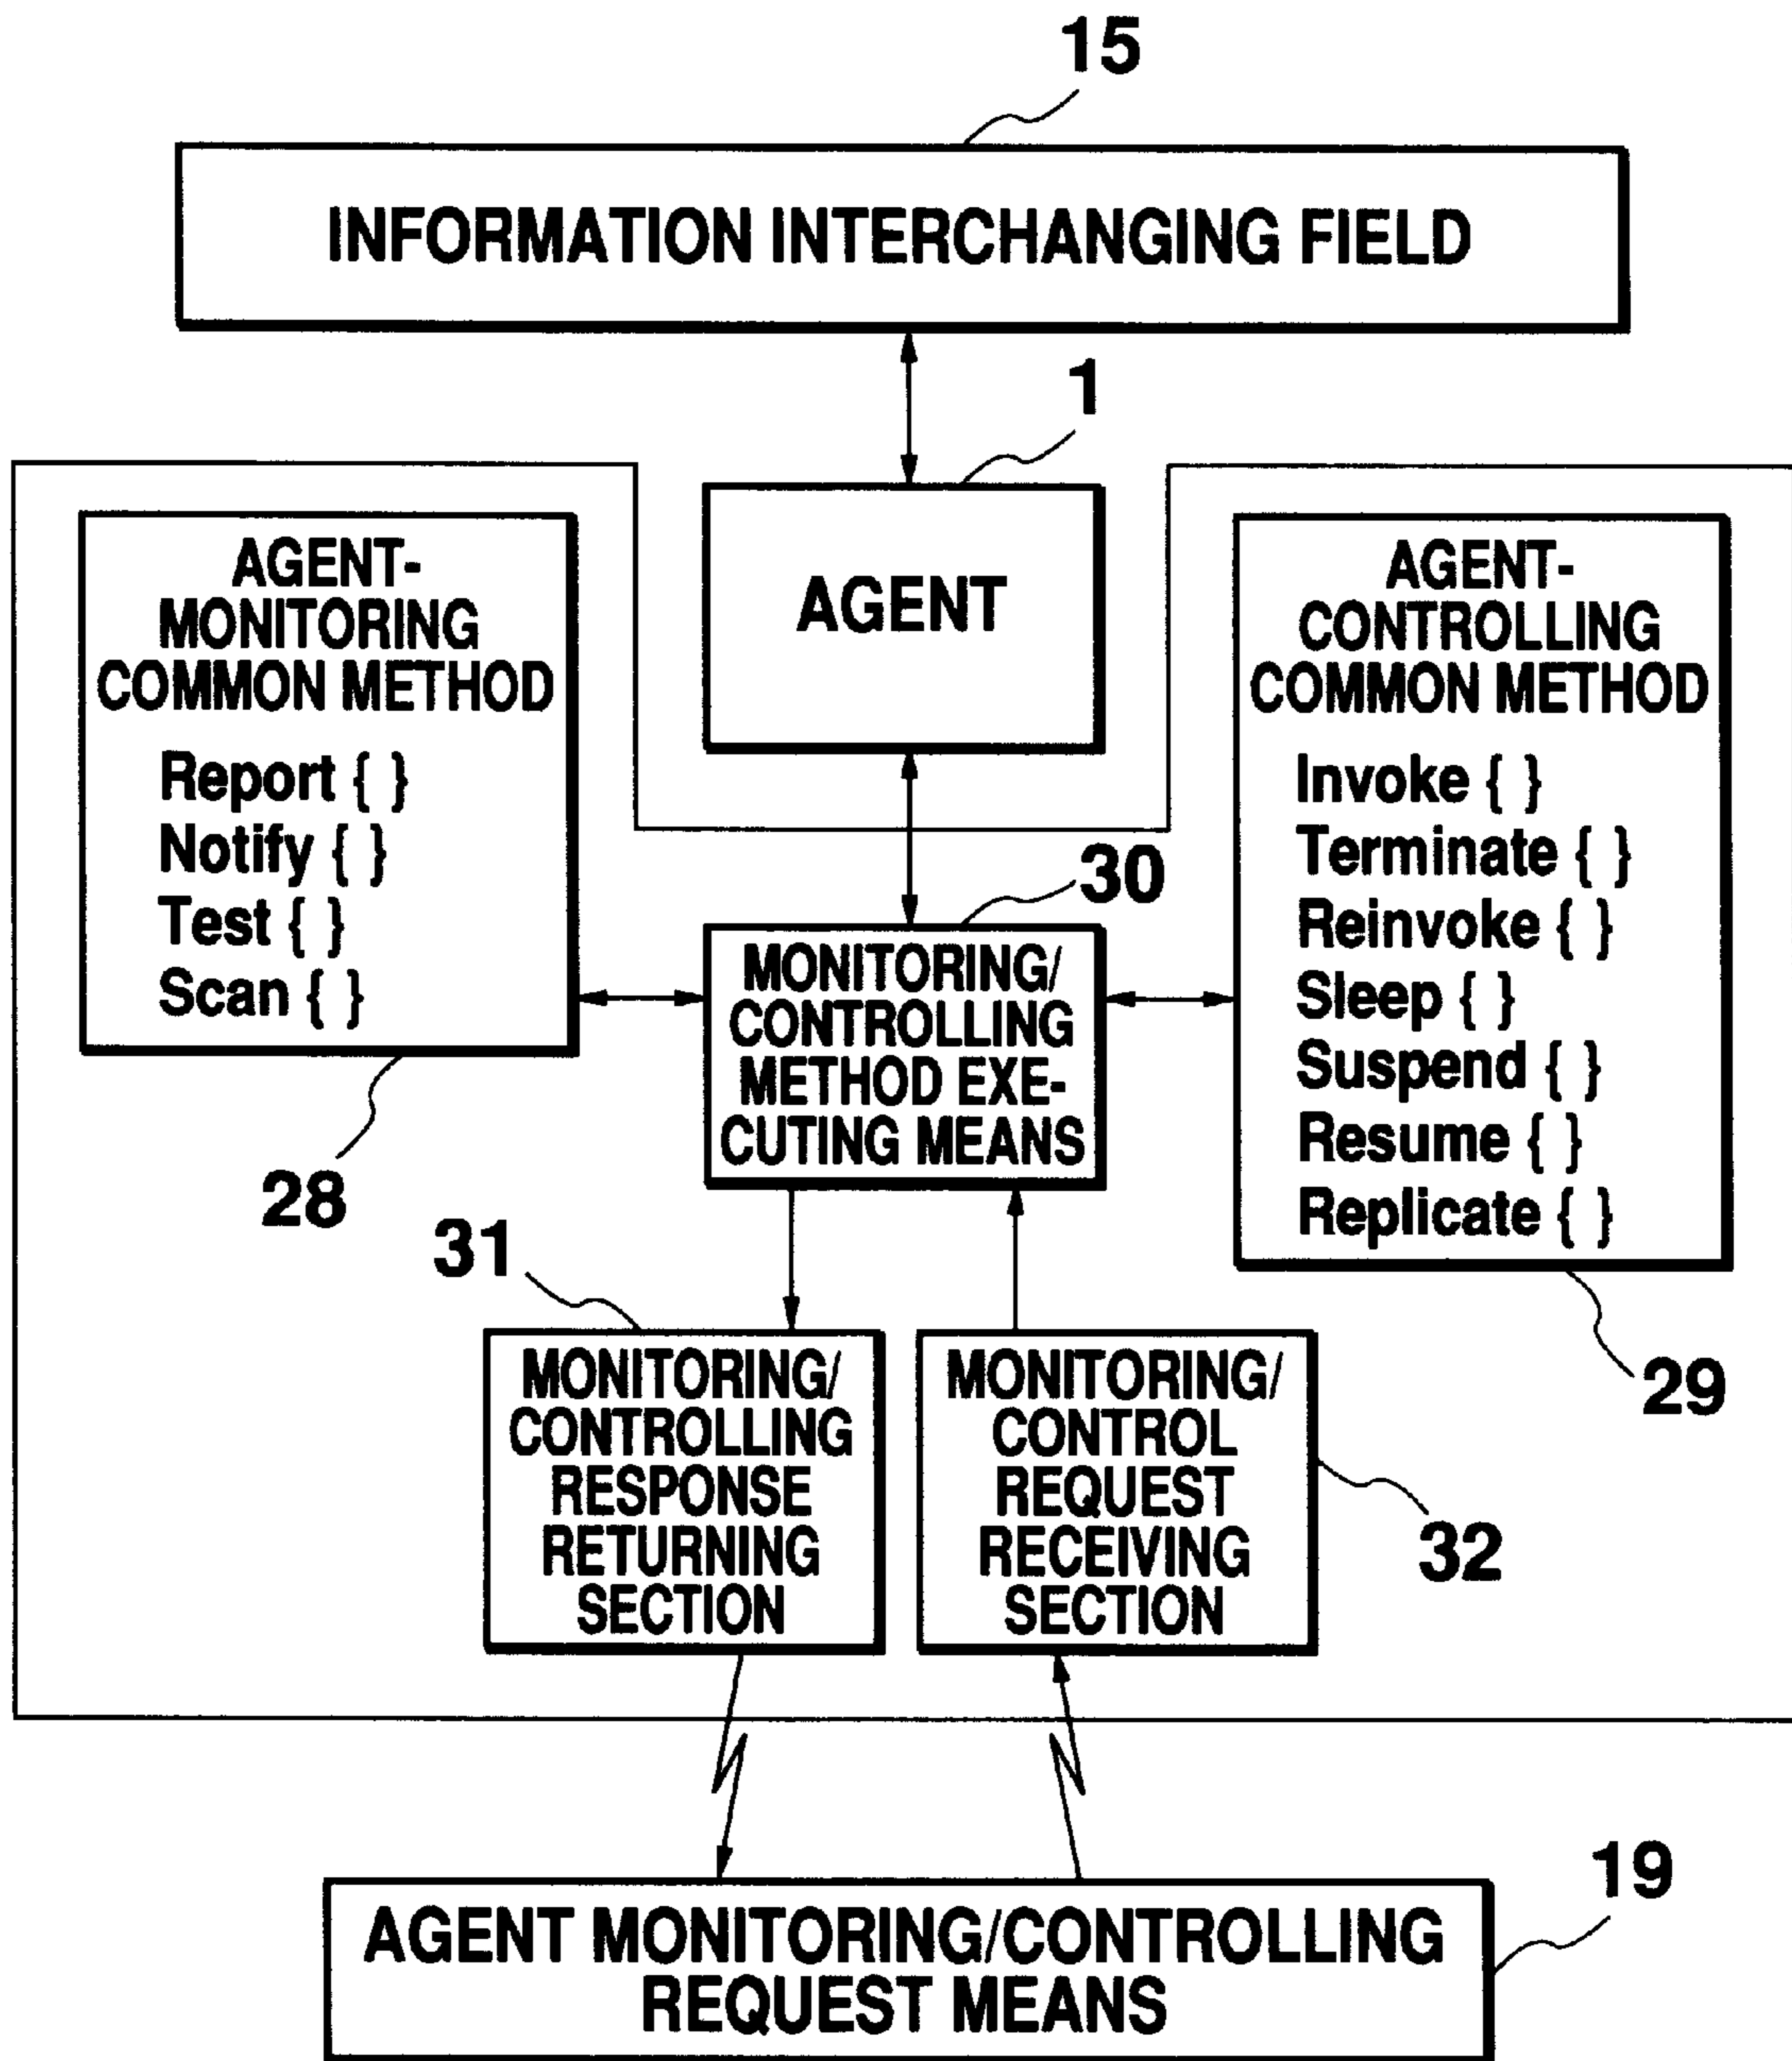 15
INFORMATION INTERCHANGING FIELD
1
AGENT
AGENT-
MONITORING
COMMON METHOD
Report { }
Notify { }
Test { }
Scan { }
28
AGENT-
CONTROLLING
COMMON METHOD
Invoke { }
Terminate { }
Reinvoke { }
Sleep { }
Suspend { }
Resume { }
Replicate { }
29
30
MONITORING/
CONTROLLING
METHOD EXE-
CUTING MEANS
31
MONITORING/
CONTROLLING
RESPONSE
RETURNING
SECTION
MONITORING/
CONTROL
REQUEST
RECEIVING
SECTION
32
19
AGENT MONITORING/CONTROLLING
REQUEST MEANS